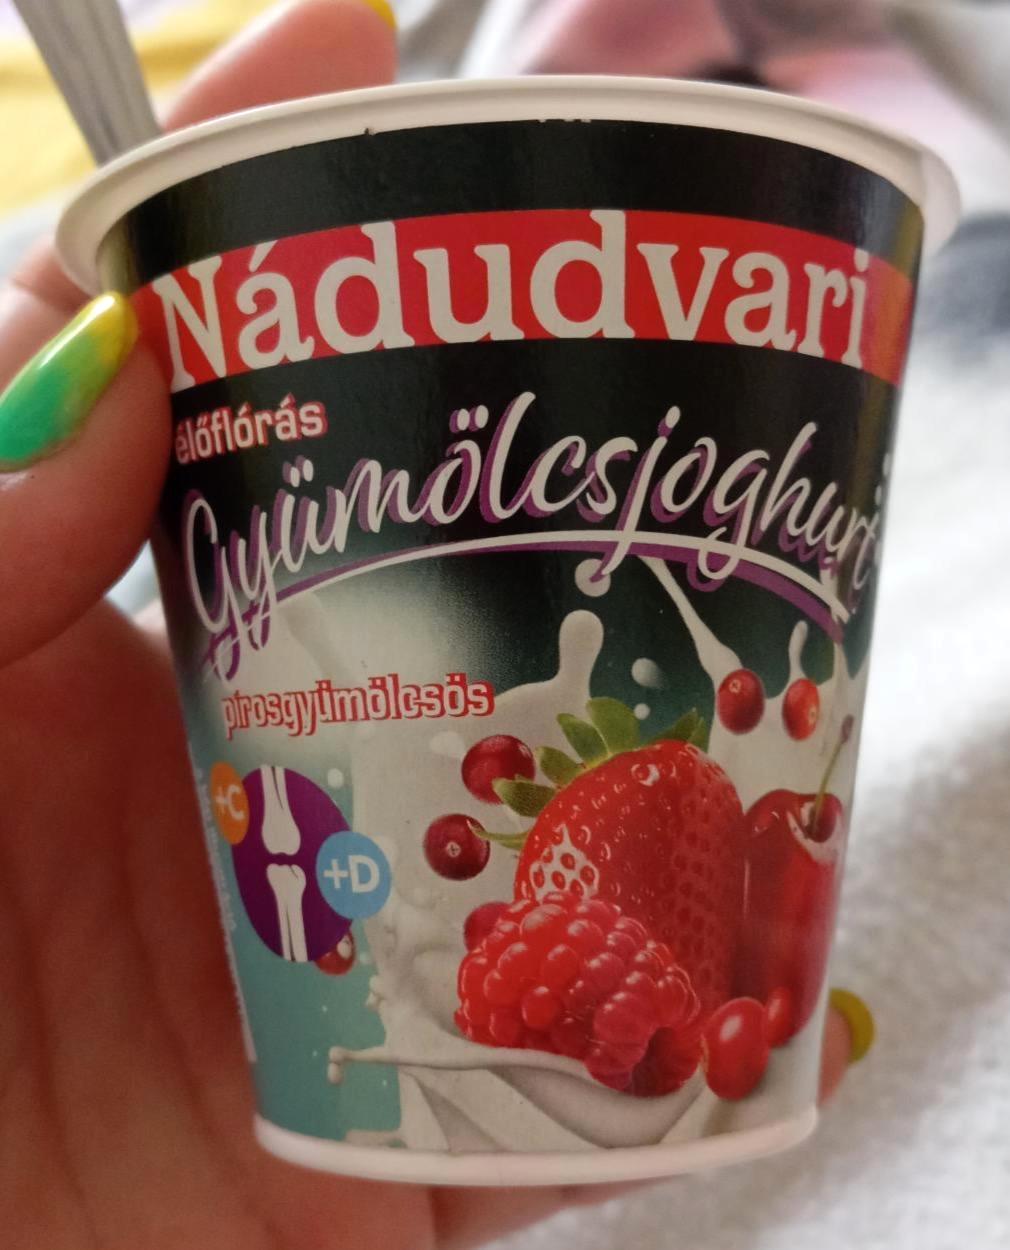 Nádudvari
élőflórás
Gyümölcsjoghurt
pirosgyümölcsös
+C
+D